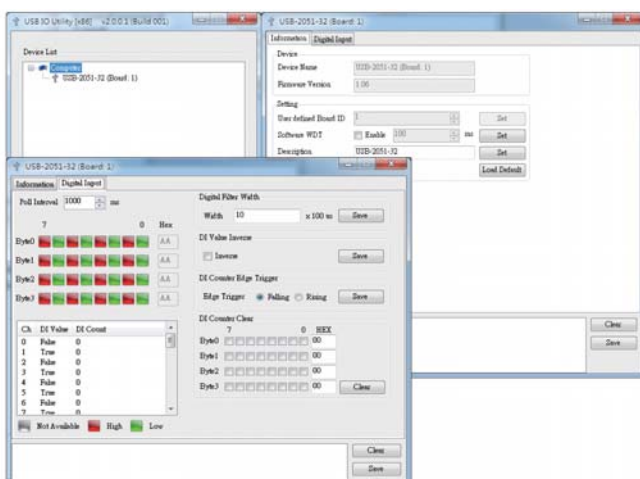 USB IO Utility [x86] v2.0.0.1 (Build 001)
Device List
Computer
USB-2051-32 (Board: 1)
USB-2051-32 (Board: 1)
Information Digital Input
Device
Device Name USB-2051-32 (Board: 1)
Firmware Version 1.06
Setting
User defined Board ID 1 Set
Software WDT Enable 100 ms Set
Description USB-2051-32 Set
Load Default
Clear
Save
USB-2051-32 (Board: 1)
Information Digital Input
Poll Interval 1000 ms
7 0 Hex
Byte0 AA
Byte1 AA
Byte2 AA
Byte3 AA
Ch DI Value DI Count
0 False 0
1 True 0
2 False 0
3 True 0
4 False 0
5 True 0
6 False 0
7 True 0
Not Available High Low
Digital Filter Width
Width 10 x 100 us Save
DI Value Inverse
Inverse Save
DI Counter Edge Trigger
Edge Trigger Falling Rising Save
DI Counter Clear
7 0 HEX
Byte0 00
Byte1 00
Byte2 00
Byte3 00 Clear
Clear
Save